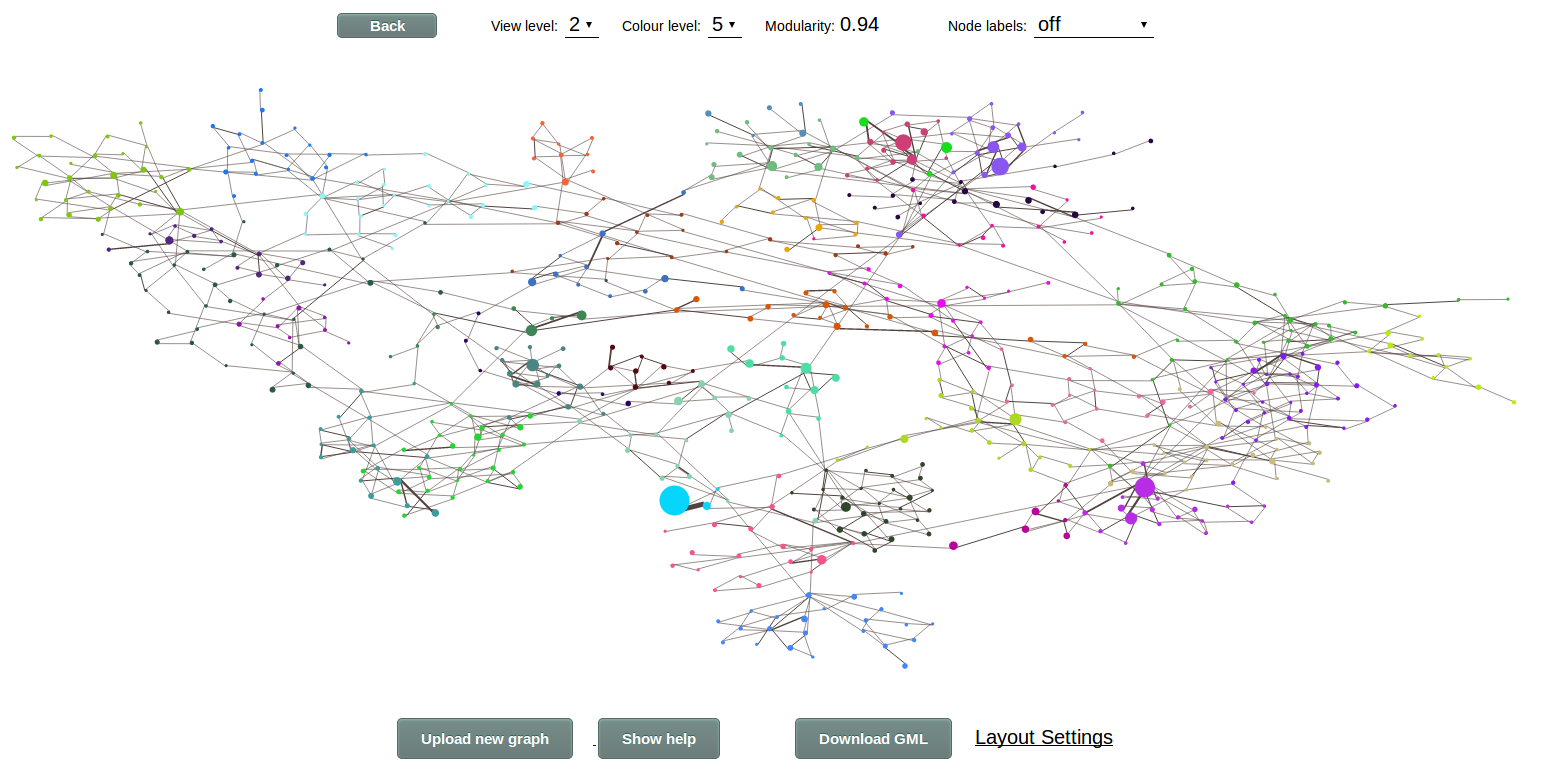 Back View level: 2 Colour level: 5 Modularity: 0.94 Node labels: off
Upload new graph Show help Download GML Layout Settings